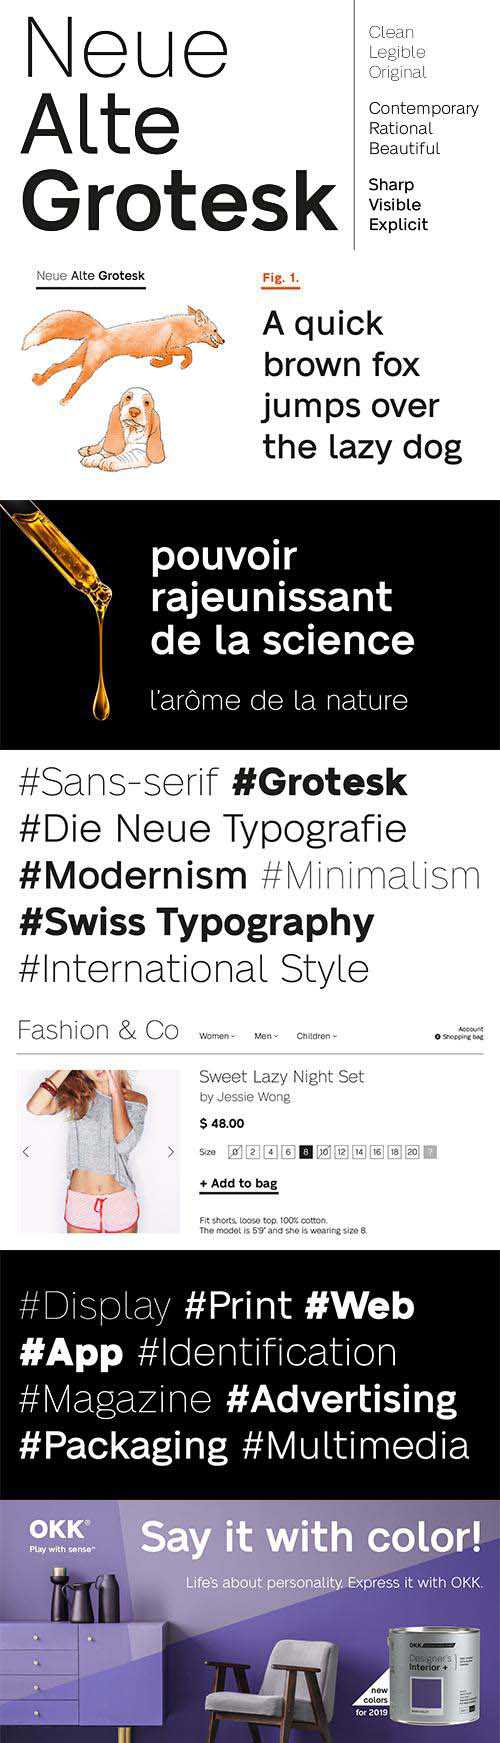 Neue
Alte
Grotesk
Clean
Legible
Original
Contemporary
Rational
Beautiful
Sharp
Visible
Explicit
Neue Alte Grotesk
Fig. 1.
A quick
brown fox
jumps over
the lazy dog
pouvoir
rajeunissant
de la science
l'arôme de la nature
#Sans-serif #Grotesk
#Die Neue Typografie
#Modernism #Minimalism
#Swiss Typography
#International Style
Fashion & Co
Women
Men
Children
Account
Shopping bag
Sweet Lazy Night Set
by Jessie Wong
$ 48.00
Size 0 2 4 6 8 10 12 14 16 18 20 ?
+ Add to bag
Fit shorts, loose top. 100% cotton.
The model is 5'9" and she is wearing size 8.
#Display #Print #Web
#App #Identification
#Magazine #Advertising
#Packaging #Multimedia
OKK®
Play with sense
Say it with color!
Life's about personality. Express it with OKK.
new
colors
for 2019
OKK
Designer's
Interior +